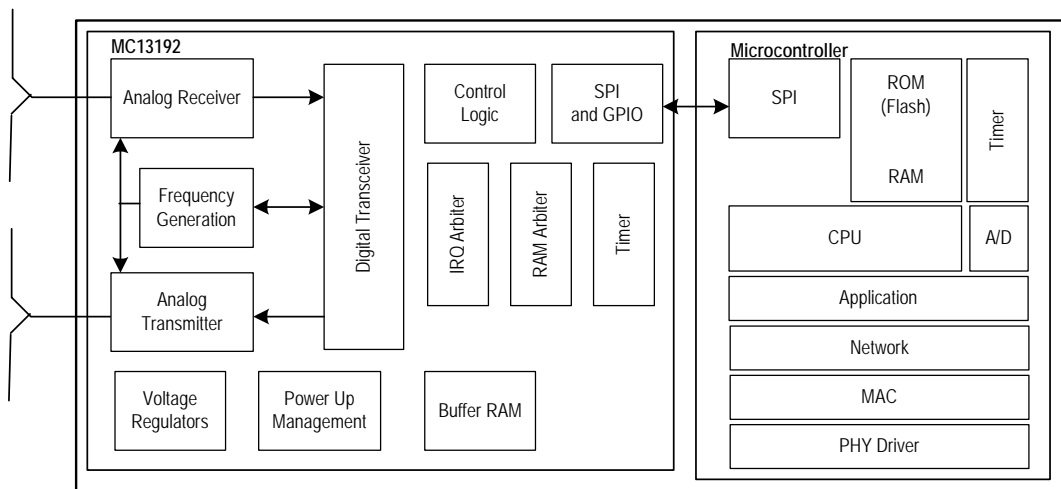 MC13192
Analog Receiver
Frequency
Generation
Analog
Transmitter
Digital Transceiver
Control
Logic
SPI
and GPIO
IRQ Arbiter
RAM Arbiter
Timer
Voltage
Regulators
Power Up
Management
Buffer RAM
Microcontroller
SPI
ROM
(Flash)
RAM
Timer
CPU
A/D
Application
Network
MAC
PHY Driver